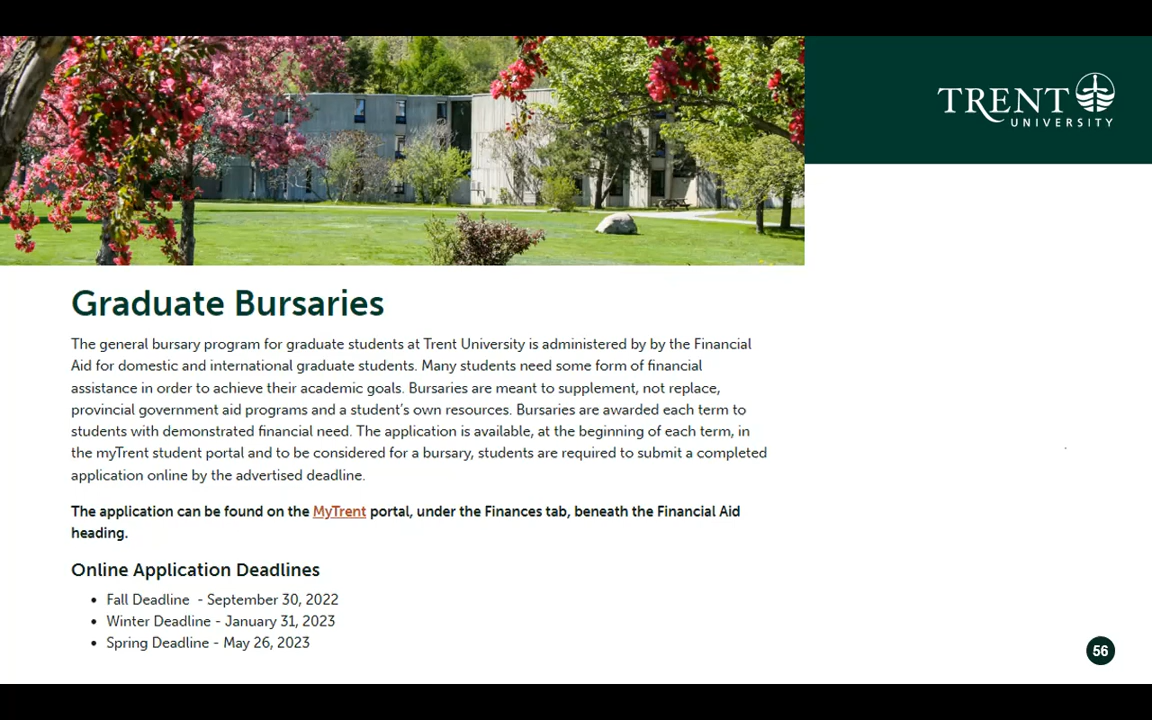 TRENT
UNIVERSITY
Graduate Bursaries
The general bursary program for graduate students at Trent University is administered by by the Financial
Aid for domestic and international graduate students. Many students need some form of financial
assistance in order to achieve their academic goals. Bursaries are meant to supplement, not replace,
provincial government aid programs and a student’s own resources. Bursaries are awarded each term to
students with demonstrated financial need. The application is available, at the beginning of each term, in
the myTrent student portal and to be considered for a bursary, students are required to submit a completed
application online by the advertised deadline.
The application can be found on the MyTrent portal, under the Finances tab, beneath the Financial Aid
heading.
Online Application Deadlines
• Fall Deadline - September 30, 2022
• Winter Deadline - January 31, 2023
• Spring Deadline - May 26, 2023
56